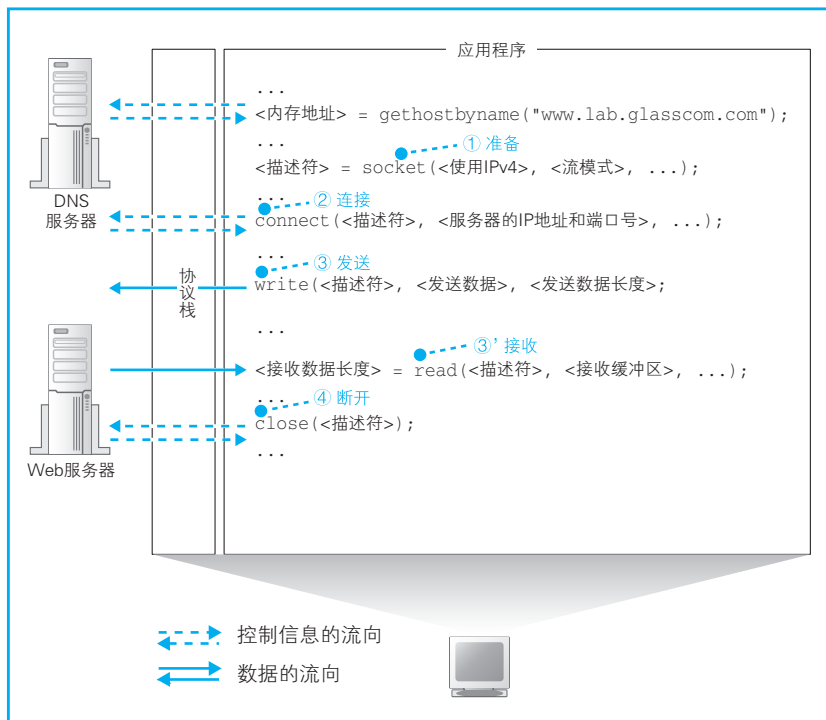 应用程序
...
<内存地址> = gethostbyname("www.lab.glasscom.com");
...
① 准备
<描述符> = socket(<使用IPv4>, <流模式>, ...);
DNS
服务器
...
② 连接
connect(<描述符>, <服务器的IP地址和端口号>, ...);
...
③ 发送
协议栈
write(<描述符>, <发送数据>, <发送数据长度>;
...
③’接收
<接收数据长度> = read(<描述符>, <接收缓冲区>, ...);
...
④ 断开
close(<描述符>);
...
Web服务器
控制信息的流向
数据的流向